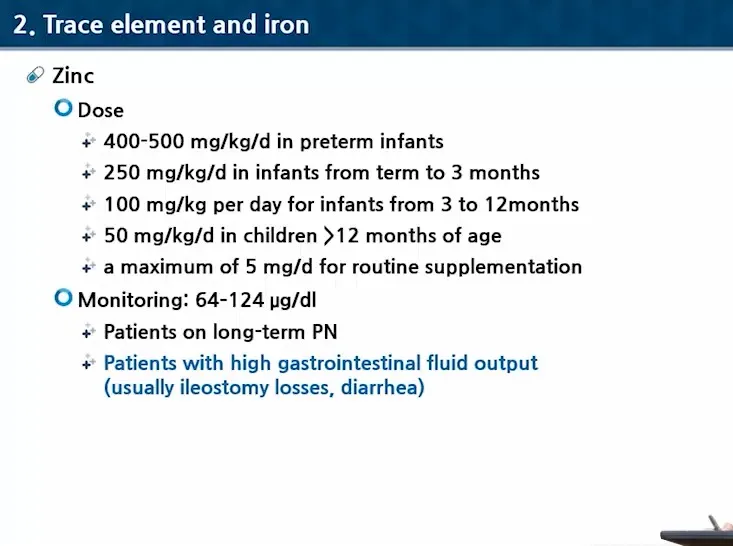 2. Trace element and iron
Zinc
Dose
400-500 mg/kg/d in preterm infants
250 mg/kg/d in infants from term to 3 months
100 mg/kg per day for infants from 3 to 12months
50 mg/kg/d in children >12 months of age
a maximum of 5 mg/d for routine supplementation
Monitoring: 64-124 μg/dl
Patients on long-term PN
Patients with high gastrointestinal fluid output
(usually ileostomy losses, diarrhea)